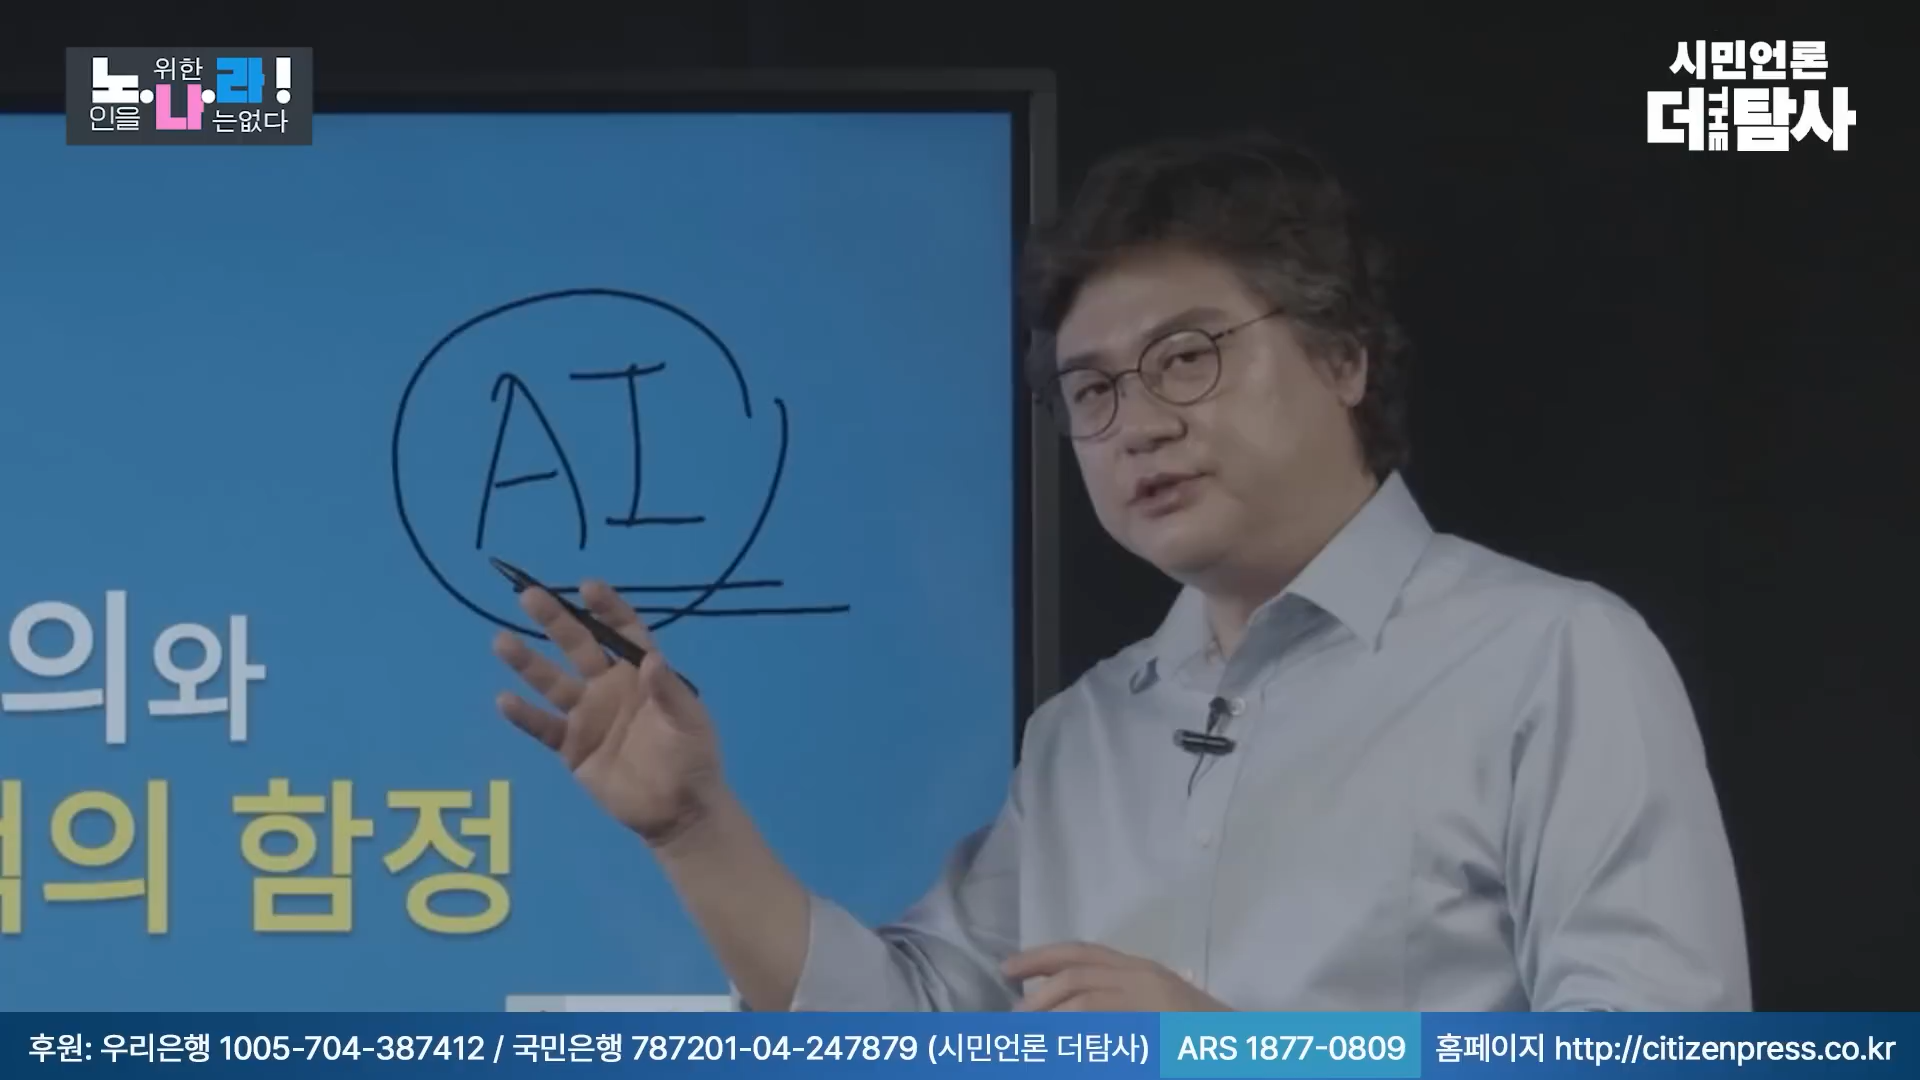 노.위한나.라!
인을 는없다
시민언론
더탐사
AI
의와
의 함정
후원: 우리은행 1005-704-387412 / 국민은행 787201-04-247879 (시민언론 더탐사) ARS 1877-0809 홈페이지 http://citizenpress.co.kr